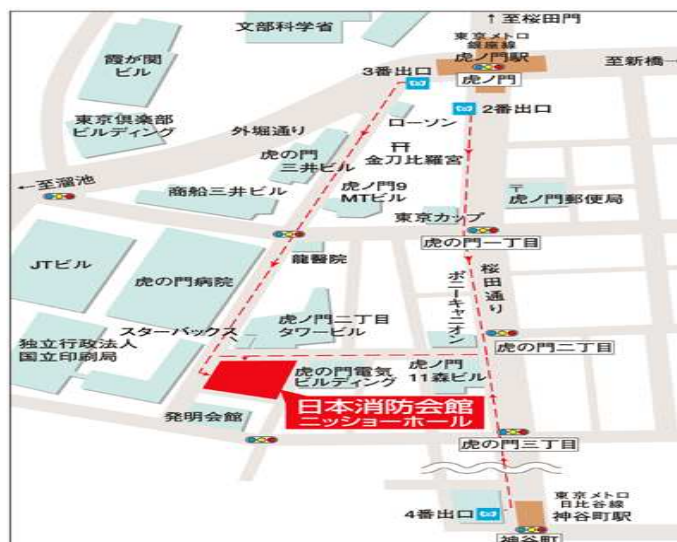 ↑至桜田門
文部科学省
東京メトロ
銀座線
虎ノ門駅
霞が関
ビル
3番出口
虎ノ門
至新橋→
2番出口
東京倶楽部
ビルディング
外堀通り
ローソン
虎の門
三井ビル
金刀比羅宮
←至溜池
商船三井ビル
虎ノ門9
MTビル
〒
虎ノ門郵便局
東京カップ
虎の門一丁目
JTビル
虎の門病院
龍醫院
桜田通り
ポニーキャニオン
虎ノ門二丁目
タワービル
スターバックス
独立行政法人
国立印刷局
虎の門二丁目
虎の門電気
ビルディング
虎ノ門
11森ビル
日本消防会館
ニッショーホール
発明会館
虎の門三丁目
東京メトロ
日比谷線
神谷町駅
4番出口
神谷町